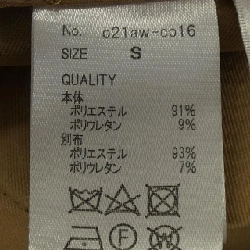 No. o21aw-co16
SIZE S
QUALITY
本体
ポリエステル 91%
ポリウレタン 9%
別布
ポリエステル 93%
ポリウレタン 7%
F